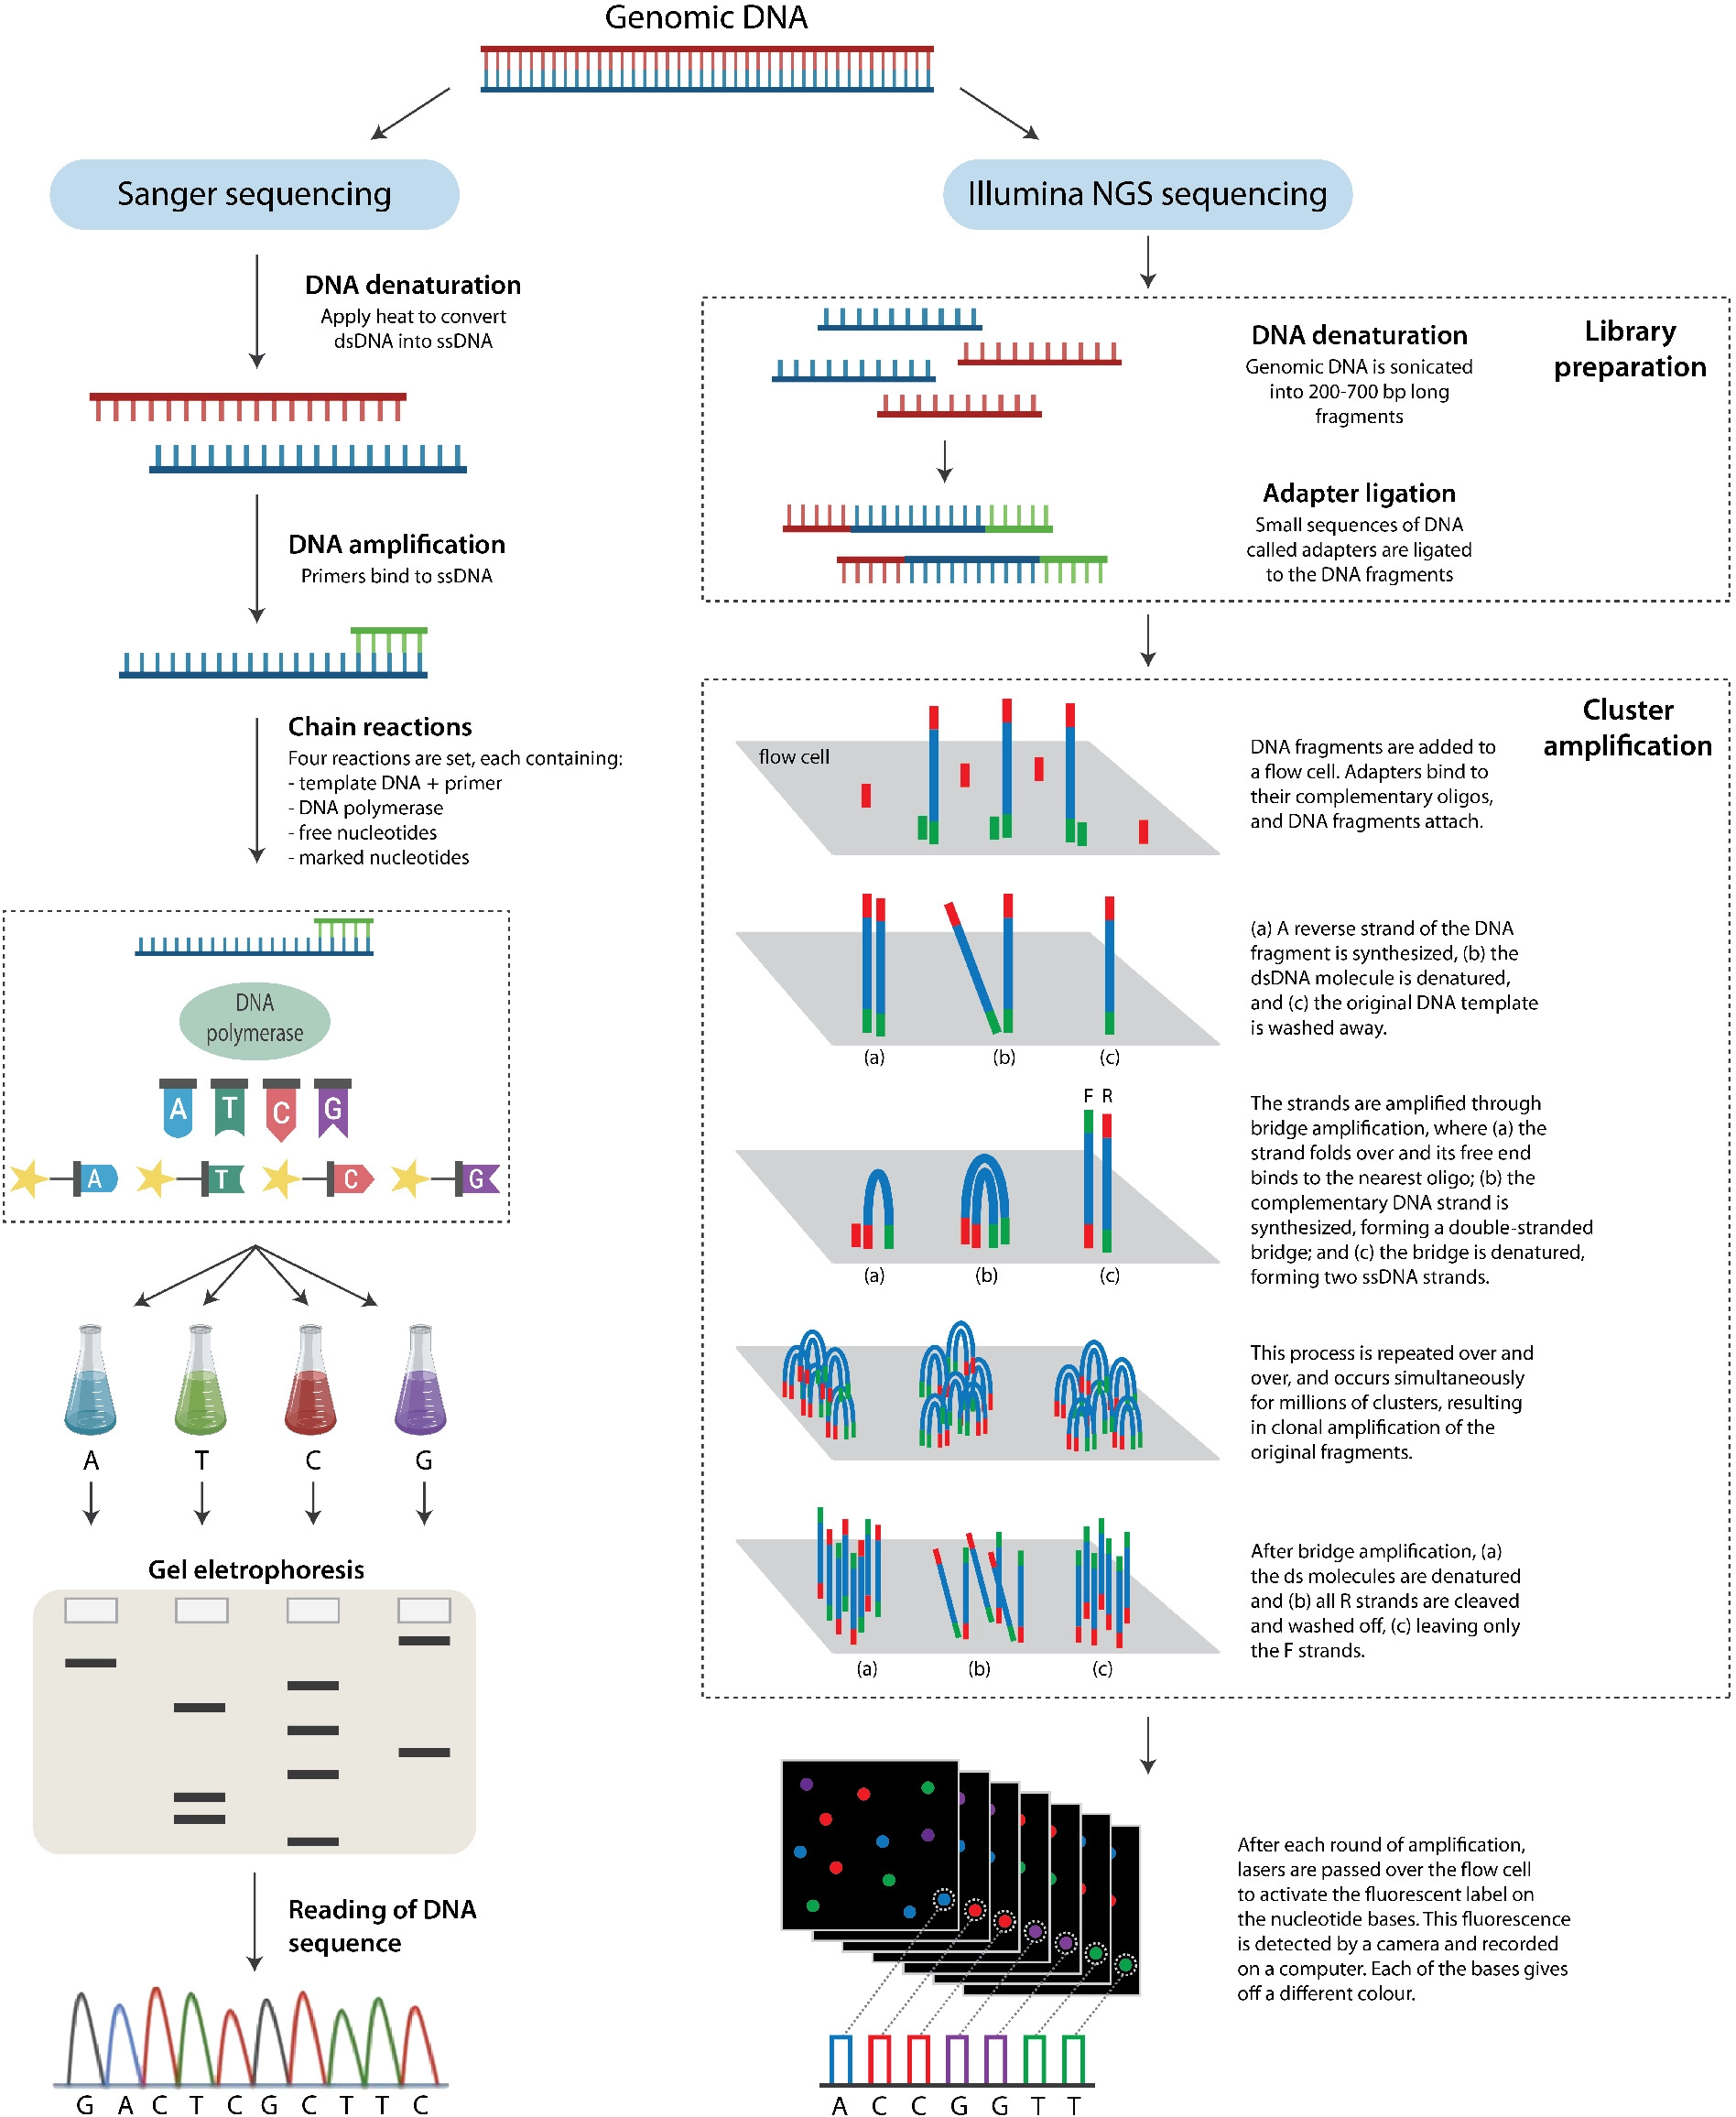 Genomic DNA
Sanger sequencing
DNA denaturation
Apply heat to convert
dsDNA into ssDNA
DNA amplification
Primers bind to ssDNA
Chain reactions
Four reactions are set, each containing:
- template DNA + primer
- DNA polymerase
- free nucleotides
- marked nucleotides
DNA
polymerase
A T C G
A T C G
A T C G
Gel eletrophoresis
Reading of DNA
sequence
G A C T C G C T T C
Illumina NGS sequencing
Library
preparation
DNA denaturation
Genomic DNA is sonicated
into 200-700 bp long
fragments
Adapter ligation
Small sequences of DNA
called adapters are ligated
to the DNA fragments
Cluster
amplification
flow cell
DNA fragments are added to
a flow cell. Adapters bind to
their complementary oligos,
and DNA fragments attach.
(a) (b) (c)
(a) A reverse strand of the DNA
fragment is synthesized, (b) the
dsDNA molecule is denatured,
and (c) the original DNA template
is washed away.
F R
(a) (b) (c)
The strands are amplified through
bridge amplification, where (a) the
strand folds over and its free end
binds to the nearest oligo; (b) the
complementary DNA strand is
synthesized, forming a double-stranded
bridge; and (c) the bridge is denatured,
forming two ssDNA strands.
This process is repeated over and
over, and occurs simultaneously
for millions of clusters, resulting
in clonal amplification of the
original fragments.
(a) (b) (c)
After bridge amplification, (a)
the ds molecules are denatured
and (b) all R strands are cleaved
and washed off, (c) leaving only
the F strands.
After each round of amplification,
lasers are passed over the flow cell
to activate the fluorescent label on
the nucleotide bases. This fluorescence
is detected by a camera and recorded
on a computer. Each of the bases gives
off a different colour.
A C C G G T T